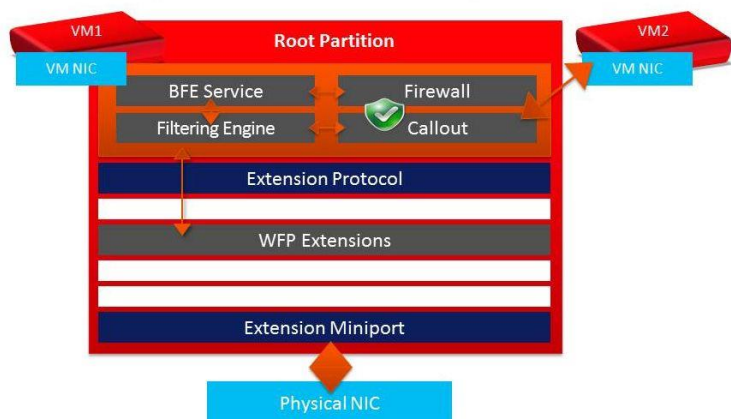 VM1
VM NIC
Root Partition
VM2
VM NIC
BFE Service
Firewall
Filtering Engine
Callout
Extension Protocol
WFP Extensions
Extension Miniport
Physical NIC